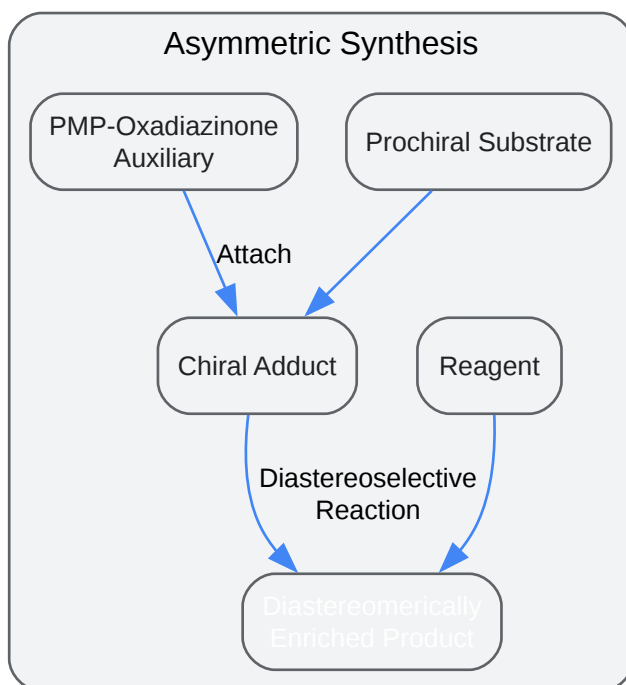 Asymmetric Synthesis
PMP-Oxadiazinone
Auxiliary
Prochiral Substrate
Attach
Chiral Adduct
Reagent
Diastereoselective
Reaction
Diastereomerically
Enriched Product